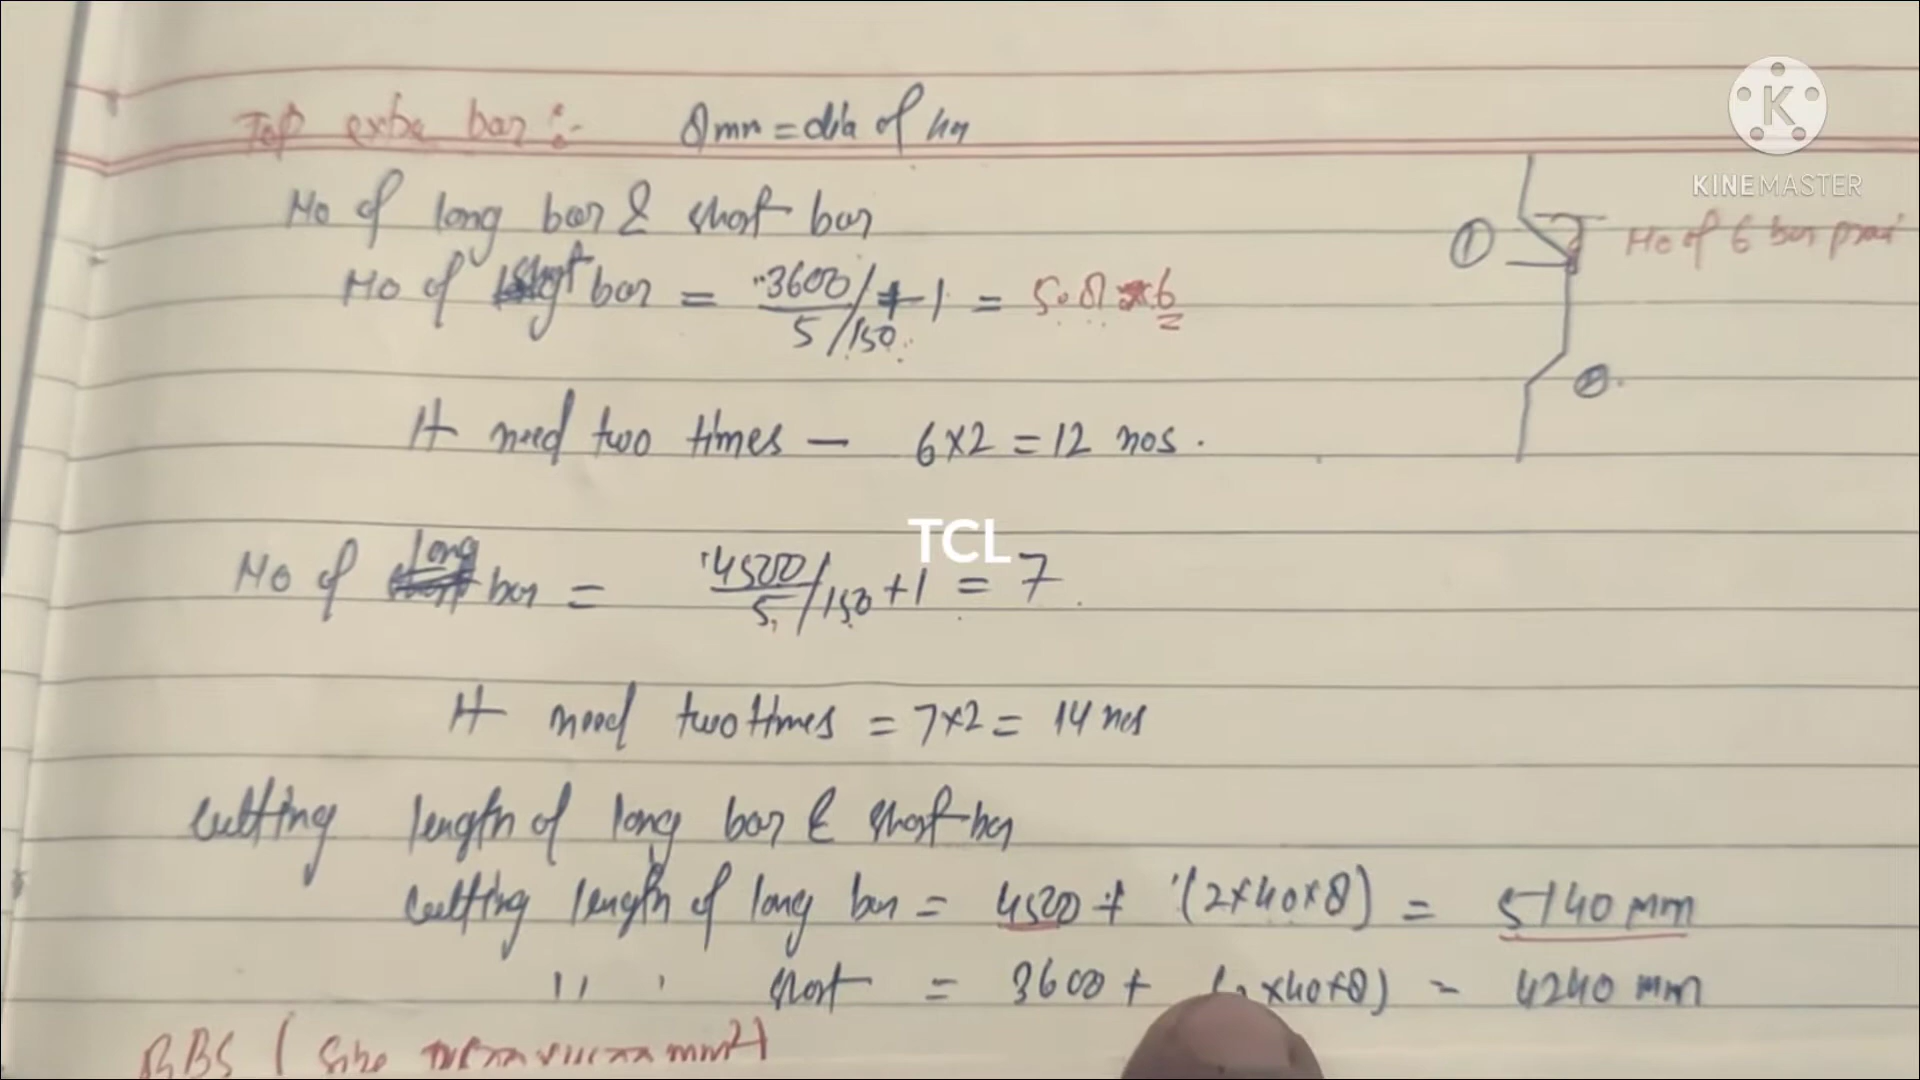 Top extra bar :- 8mm = dia of bar
No of long bar & short bar
No of short bar = 3600/5/150 + 1 = 5.8 ≈ 6
It need two times — 6×2 = 12 nos.
No of long bar = 4500/5/150 + 1 = 7
It need two times = 7×2 = 14 nos
Cutting length of long bar & short bar
Cutting length of long bar = 4500 + (2×40×8) = 5140 mm
11 short = 3600 + ( ×40×8) = 4240 mm
BBS ( Size mm²)
① No of 6 bar
②
KINEMASTER
TCL